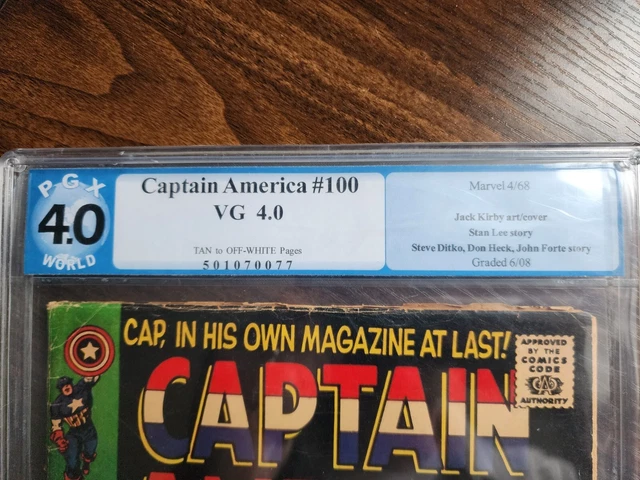 PGX
4.0
WORLD
Captain America #100
VG 4.0
TAN to OFF-WHITE Pages
501070077
Marvel 4/68
Jack Kirby art/cover
Stan Lee story
Steve Ditko, Don Heck, John Forte story
Graded 6/08
CAP, IN HIS OWN MAGAZINE AT LAST!
APPROVED
BY THE
COMICS
CODE
CA
AUTHORITY
CAPTAIN